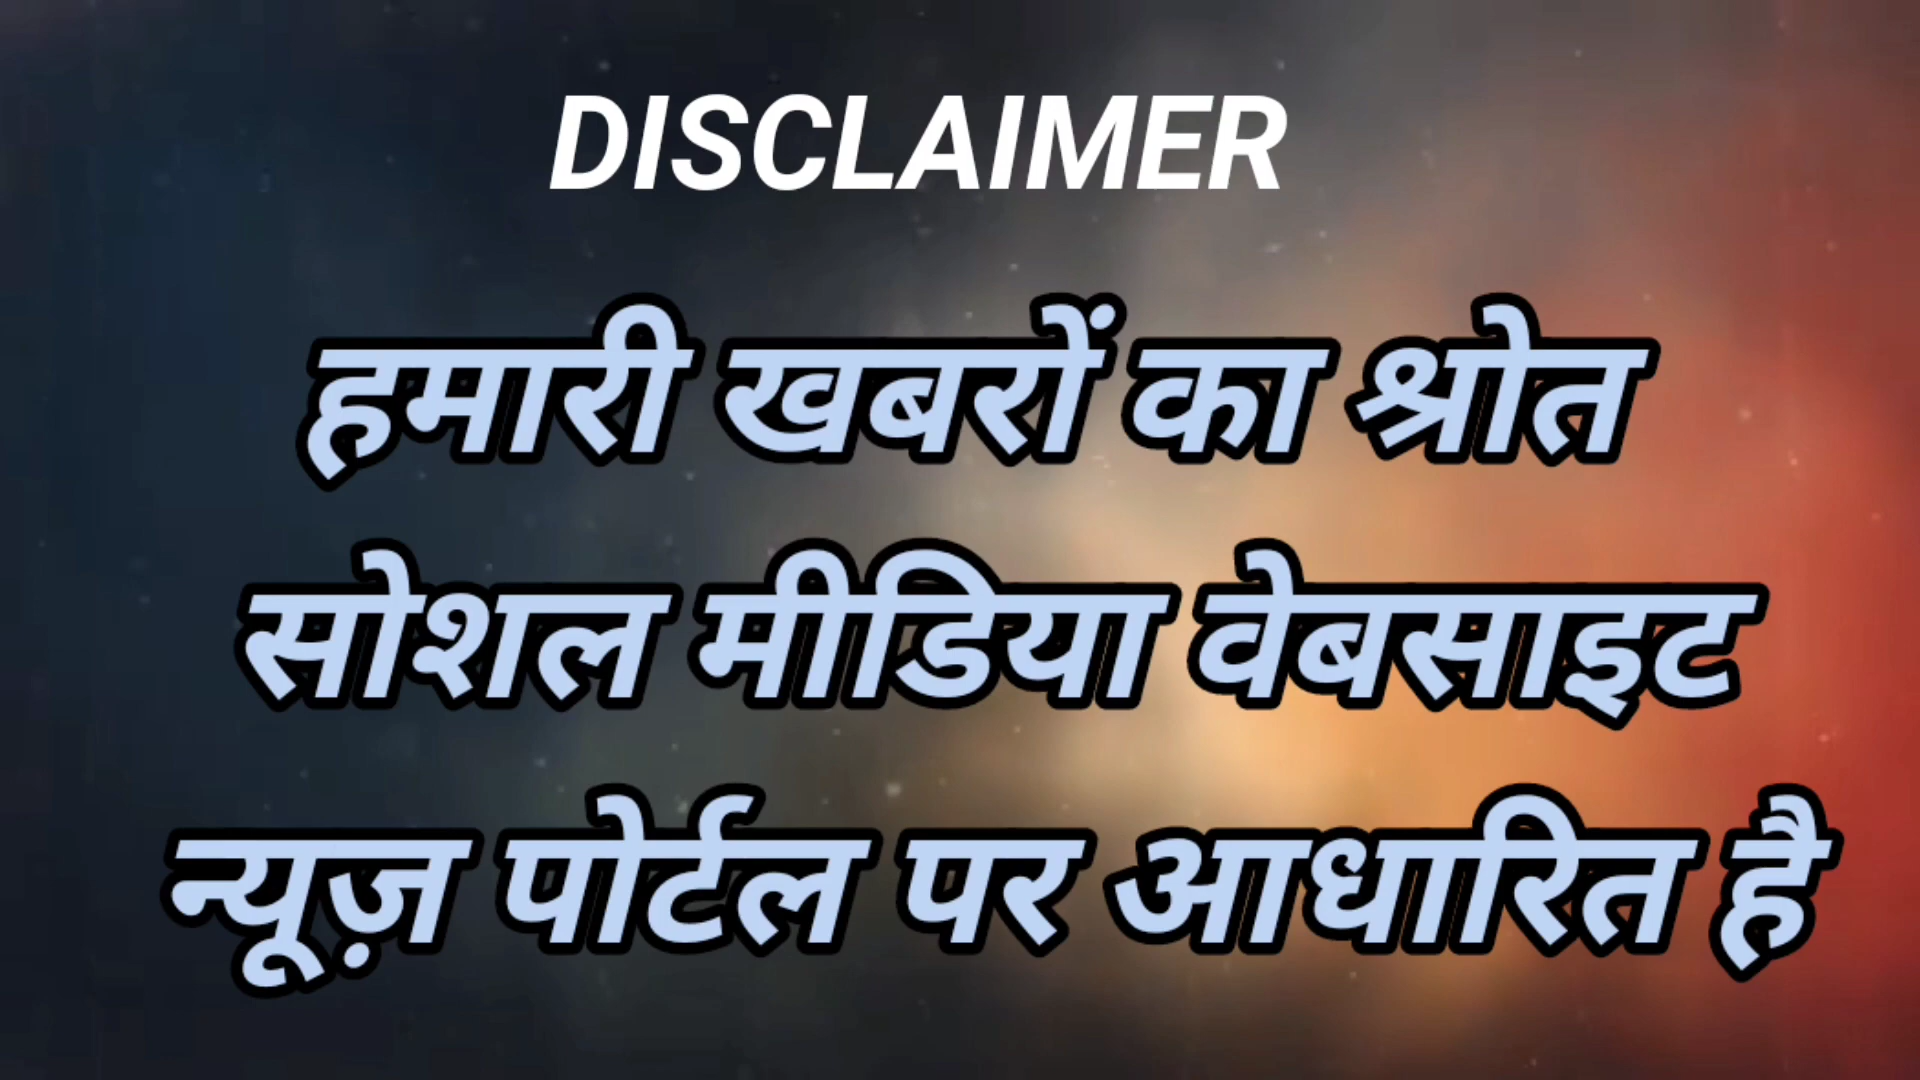 DISCLAIMER
हमारी खबरों का श्रोत
सोशल मीडिया वेबसाइट
न्यूज़ पोर्टल पर आधारित है